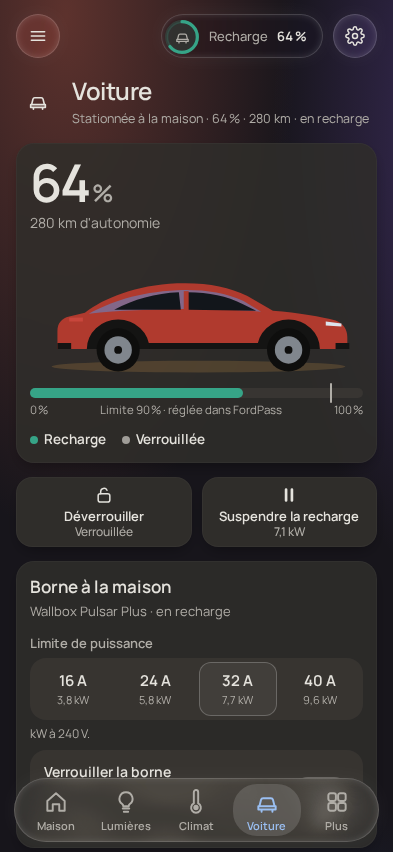 Recharge 64 %
Voiture
Stationnée à la maison · 64 % · 280 km · en recharge
64 %
280 km d'autonomie
0 % Limite 90 % · réglée dans FordPass 100 %
Recharge Verrouillée
Déverrouiller
Verrouillée
Suspendre la recharge
7,1 kW
Borne à la maison
Wallbox Pulsar Plus · en recharge
Limite de puissance
16 A 24 A 32 A 40 A
3,8 kW 5,8 kW 7,7 kW 9,6 kW
kW à 240 V.
Verrouiller la borne
Maison Lumières Climat Voiture Plus